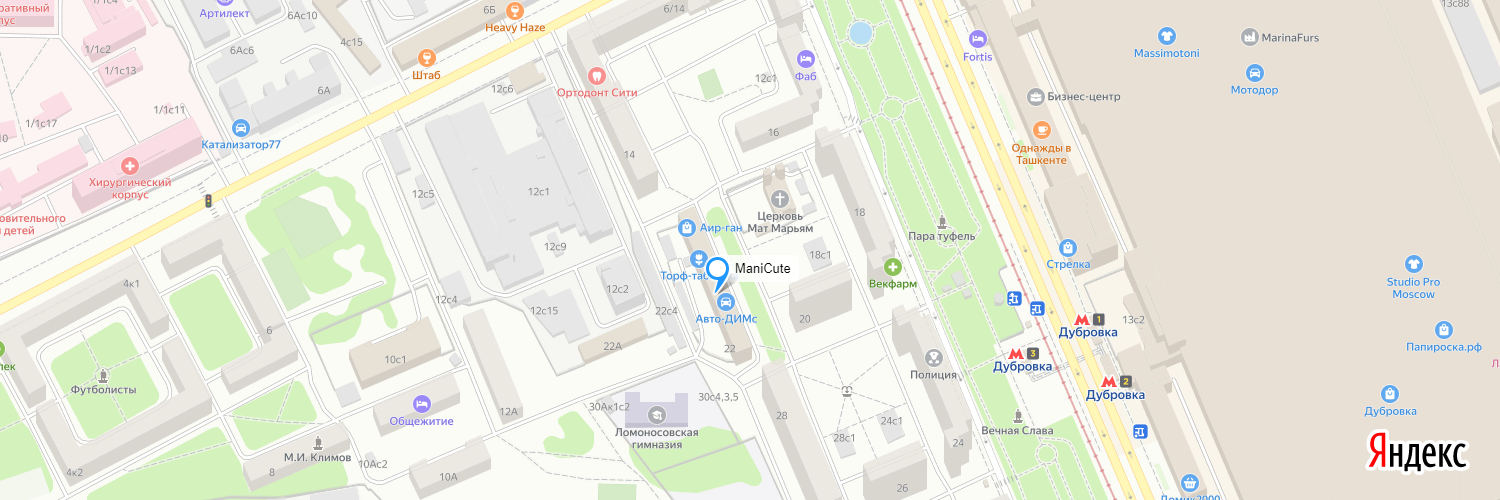 Артилект
6Ас10
6Б
Heavy Haze
6/14
13с88
1/1с2
6Ас77
4с15
Штаб
1/1с13
6А
12с6
Ортодонт Сити
12с1
Фаб
Fortis
Massimotoni
MarinaFurs
Мотодор
1/1с11
1/1с17
Катализатор77
Бизнес-центр
Однажды в
Ташкенте
16
14
Хирургический
корпус
12с5
12с1
Церковь
Мат Марьям
18
Пара туфель
Аир-ган
12с9
18с1
Стрелка
ManiCute
Векфарм
Studio Pro
Moscow
4к1
12с4
12с2
12с15
22с4
Авто-ДИМс
20
1
Дубровка
13с2
6
22А
22
10с1
3
Дубровка
Полиция
Папироска.рф
2
Дубровка
Футболисты
Общежитие
12А
30Ак1с2
30с4,3,5
28
Ломоносовская
гимназия
24с1
28с1
24
Вечная Слава
Дубровка
М.И. Климов
8
10Ас2
10А
4к2
26
Домик2000
Яндекс